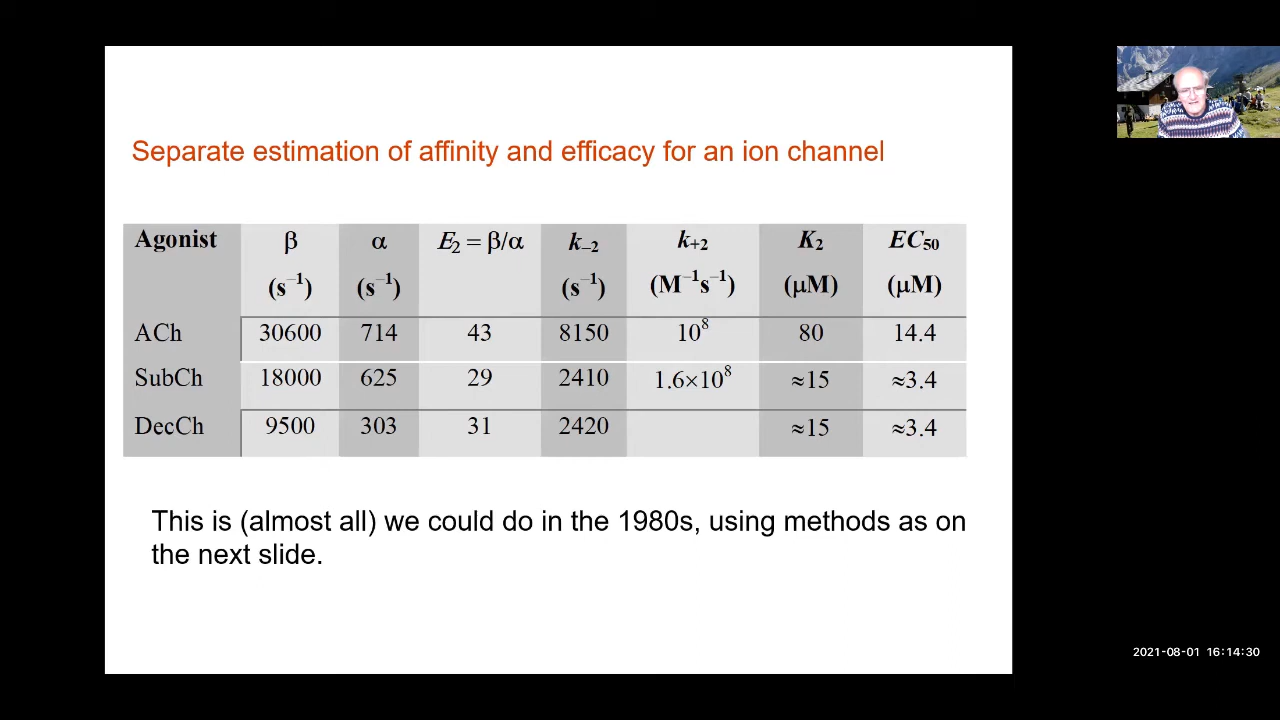 Separate estimation of affinity and efficacy for an ion channel
Agonist β α E₂ = β/α k₋₂ k₊₂ K₂ EC₅₀
(s⁻¹) (s⁻¹) (s⁻¹) (M⁻¹s⁻¹) (μM) (μM)
ACh 30600 714 43 8150 10⁸ 80 14.4
SubCh 18000 625 29 2410 1.6×10⁸ ≈15 ≈3.4
DecCh 9500 303 31 2420 ≈15 ≈3.4
This is (almost all) we could do in the 1980s, using methods as on
the next slide.
2021-08-01 16:14:30